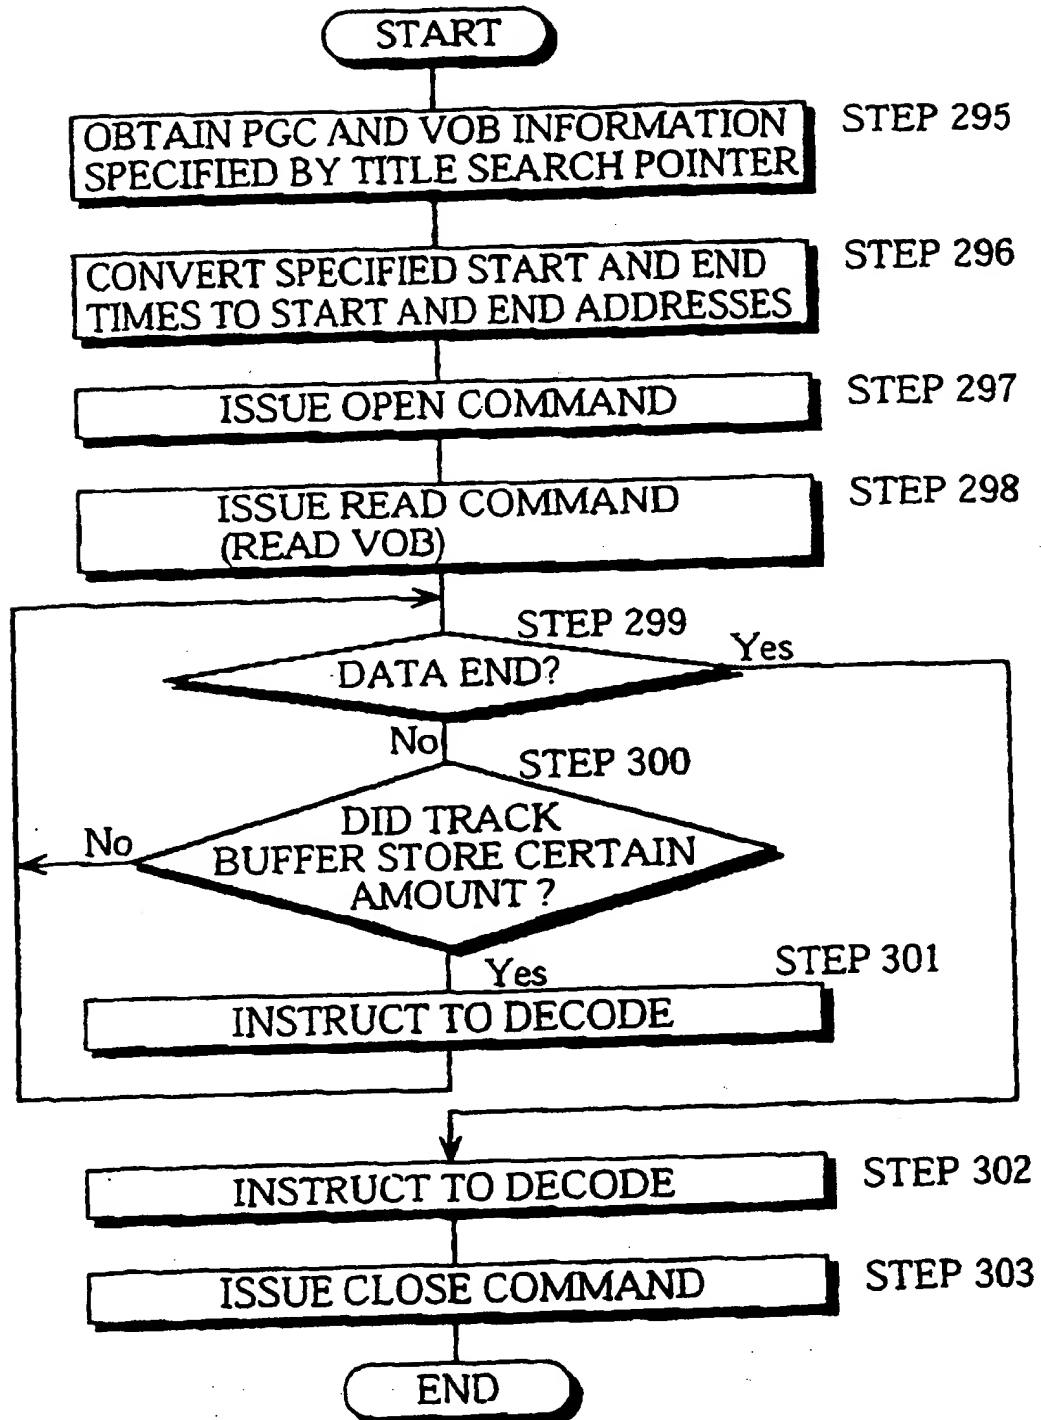 START
OBTAIN PGC AND VOB INFORMATION
SPECIFIED BY TITLE SEARCH POINTER
STEP 295
CONVERT SPECIFIED START AND END
TIMES TO START AND END ADDRESSES
STEP 296
ISSUE OPEN COMMAND
STEP 297
ISSUE READ COMMAND
(READ VOB)
STEP 298
STEP 299
DATA END?
Yes
No
STEP 300
DID TRACK
BUFFER STORE CERTAIN
AMOUNT ?
No
Yes
STEP 301
INSTRUCT TO DECODE
INSTRUCT TO DECODE
STEP 302
ISSUE CLOSE COMMAND
STEP 303
END